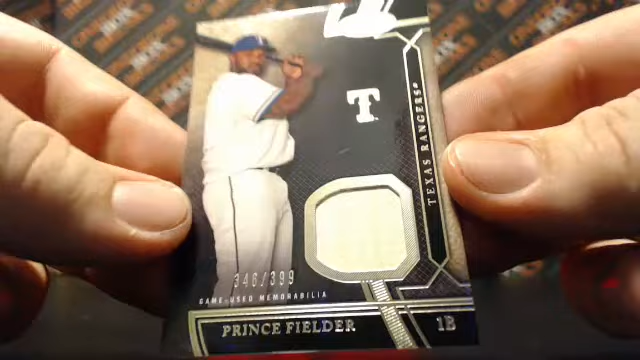 T
TEXAS RANGERS®
346/399
GAME-USED MEMORABILIA
PRINCE FIELDER
1B